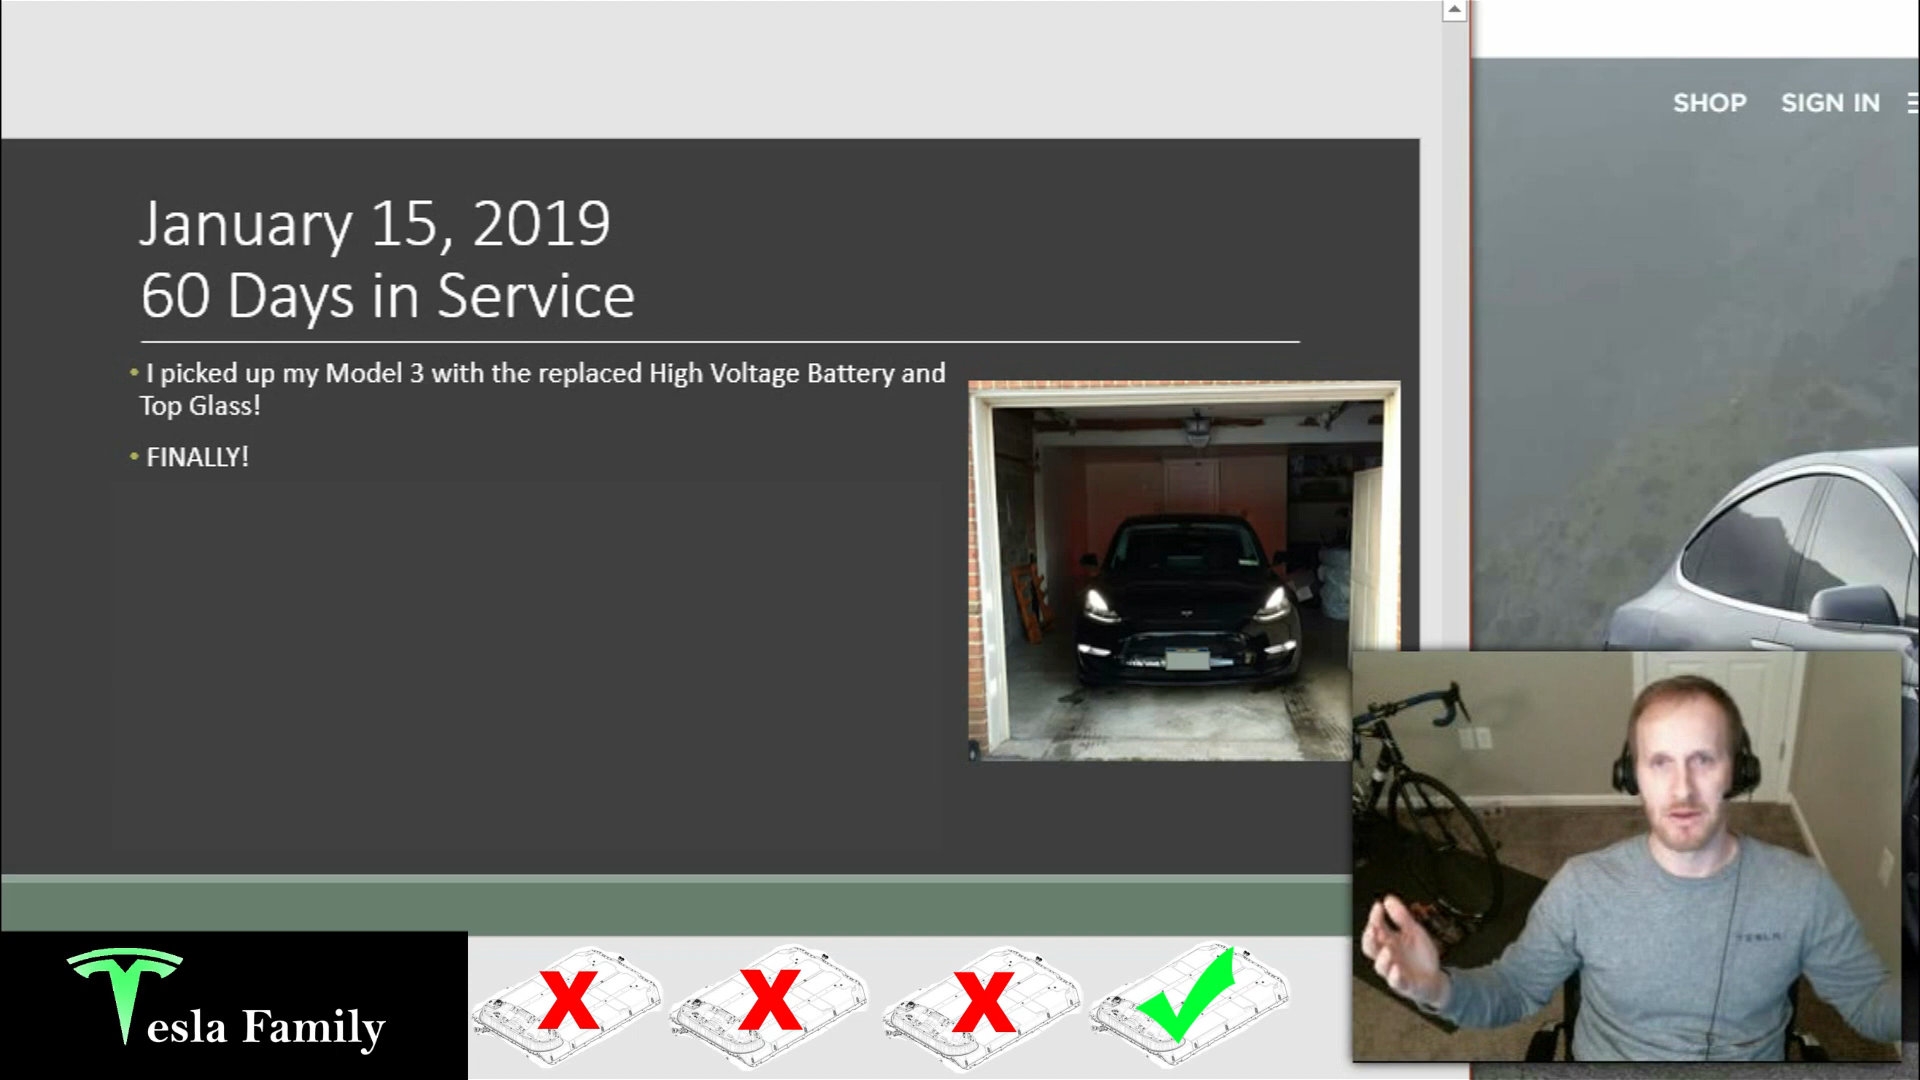 SHOP SIGN IN
January 15, 2019
60 Days in Service
• I picked up my Model 3 with the replaced High Voltage Battery and
Top Glass!
• FINALLY!
TESLA
Tesla Family
X X X